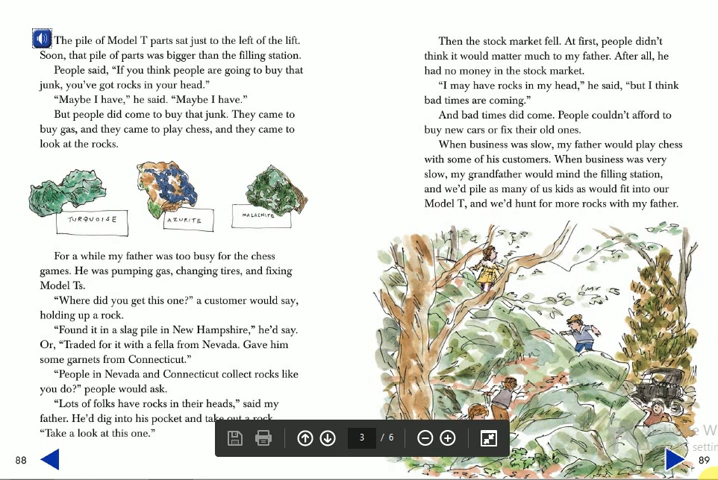 The pile of Model T parts sat just to the left of the lift.
Soon, that pile of parts was bigger than the filling station.
People said, “If you think people are going to buy that
junk, you’ve got rocks in your head.”
“Maybe I have,” he said. “Maybe I have.”
But people did come to buy that junk. They came to
buy gas, and they came to play chess, and they came to
look at the rocks.
TURQUOISE
AZURITE
MALACHITE
For a while my father was too busy for the chess
games. He was pumping gas, changing tires, and fixing
Model Ts.
“Where did you get this one?” a customer would say,
holding up a rock.
“Found it in a slag pile in New Hampshire,” he’d say.
Or, “Traded for it with a fella from Nevada. Gave him
some garnets from Connecticut.”
“People in Nevada and Connecticut collect rocks like
you do?” people would ask.
“Lots of folks have rocks in their heads,” said my
father. He’d dig into his pocket and take out a rock.
“Take a look at this one.”
88
Then the stock market fell. At first, people didn’t
think it would matter much to my father. After all, he
had no money in the stock market.
“I may have rocks in my head,” he said, “but I think
bad times are coming.”
And bad times did come. People couldn’t afford to
buy new cars or fix their old ones.
When business was slow, my father would play chess
with some of his customers. When business was very
slow, my grandfather would mind the filling station,
and we’d pile as many of us kids as would fit into our
Model T, and we’d hunt for more rocks with my father.
89
3 / 6